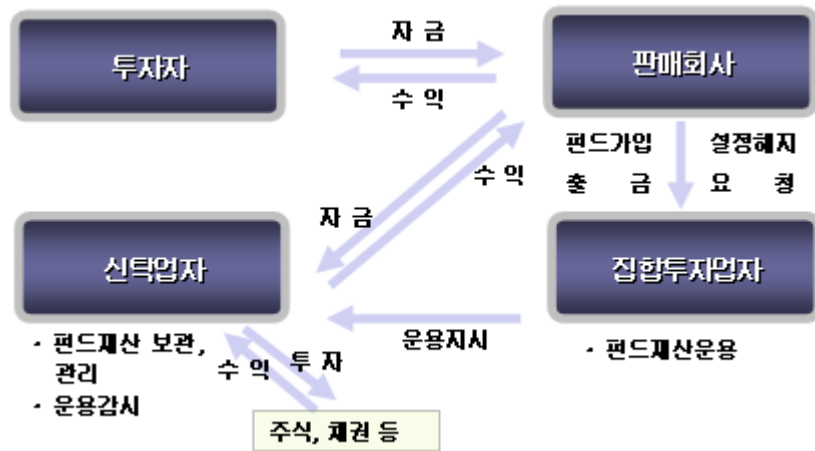 투자자
자 금
수 익
판매회사
펀드가입 설정해지
출 금 요 청
수 익
자 금
신탁업자
집합투자업자
운용지시
· 펀드재산 보관,
관리
· 운용감시
수 익
투 자
· 펀드재산운용
주식, 채권 등